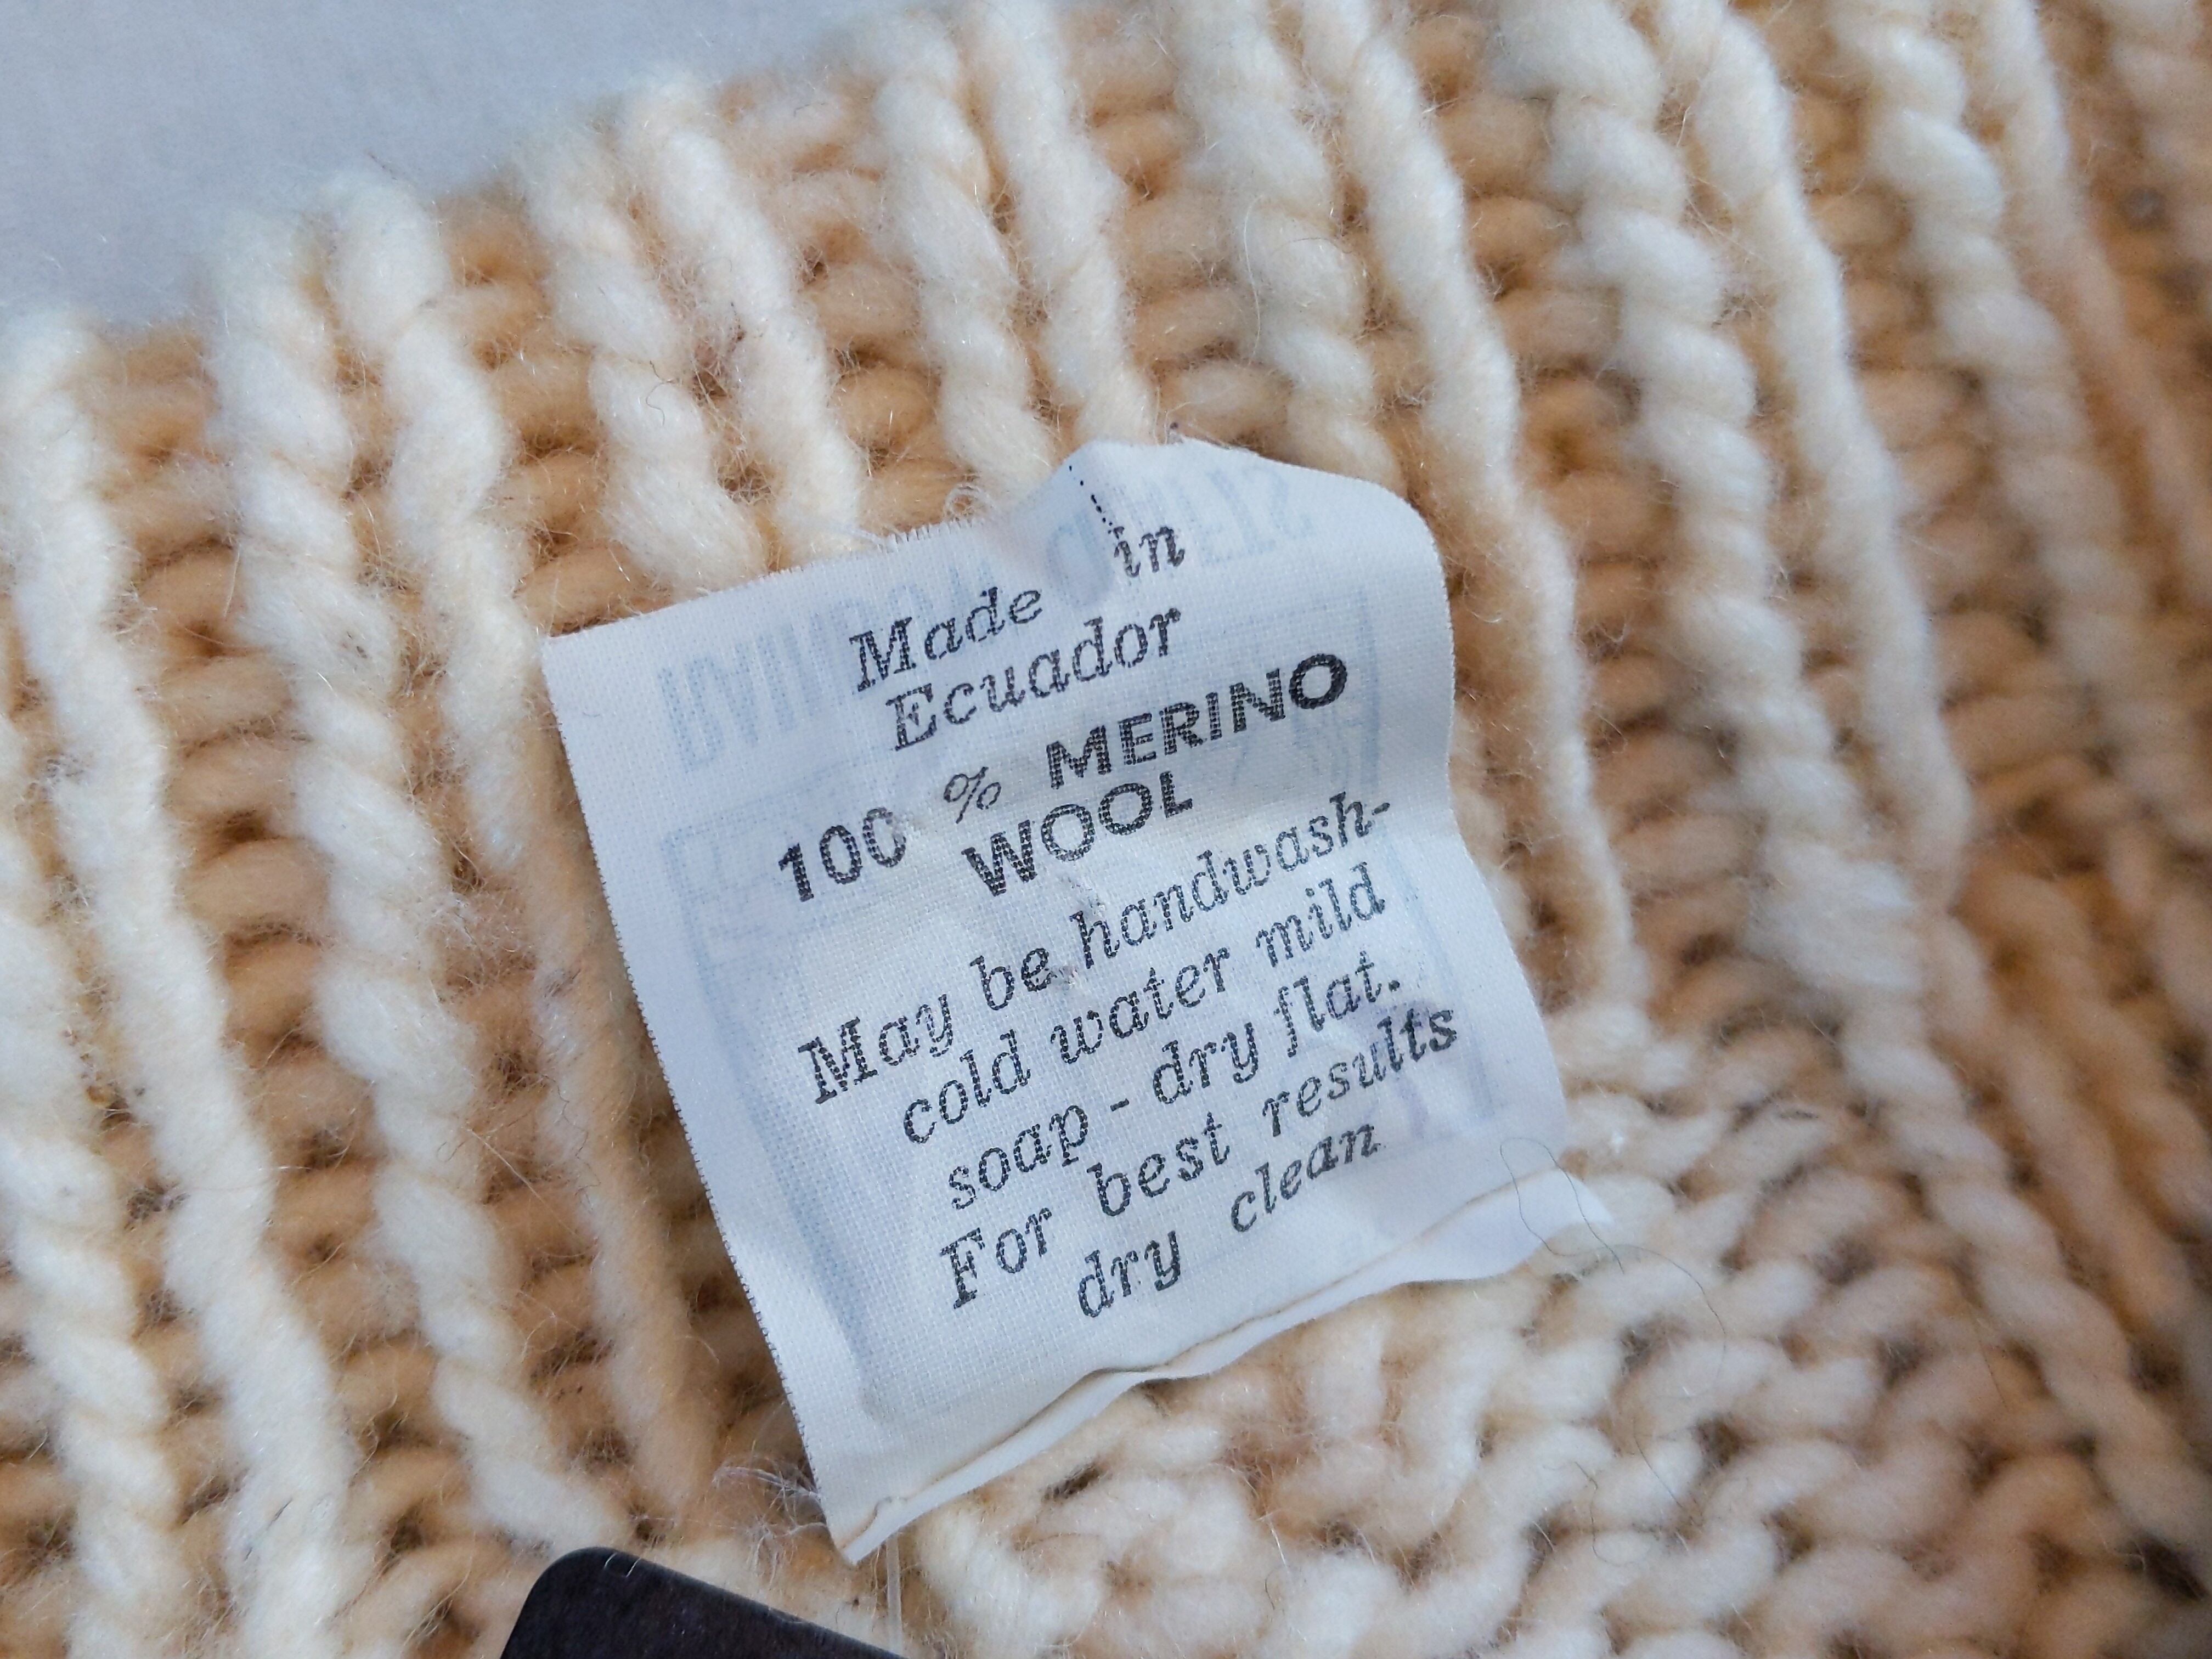 Made in
Ecuador
100 % MERINO
WOOL
May be handwash-
cold water mild
soap - dry flat.
For best results
dry clean